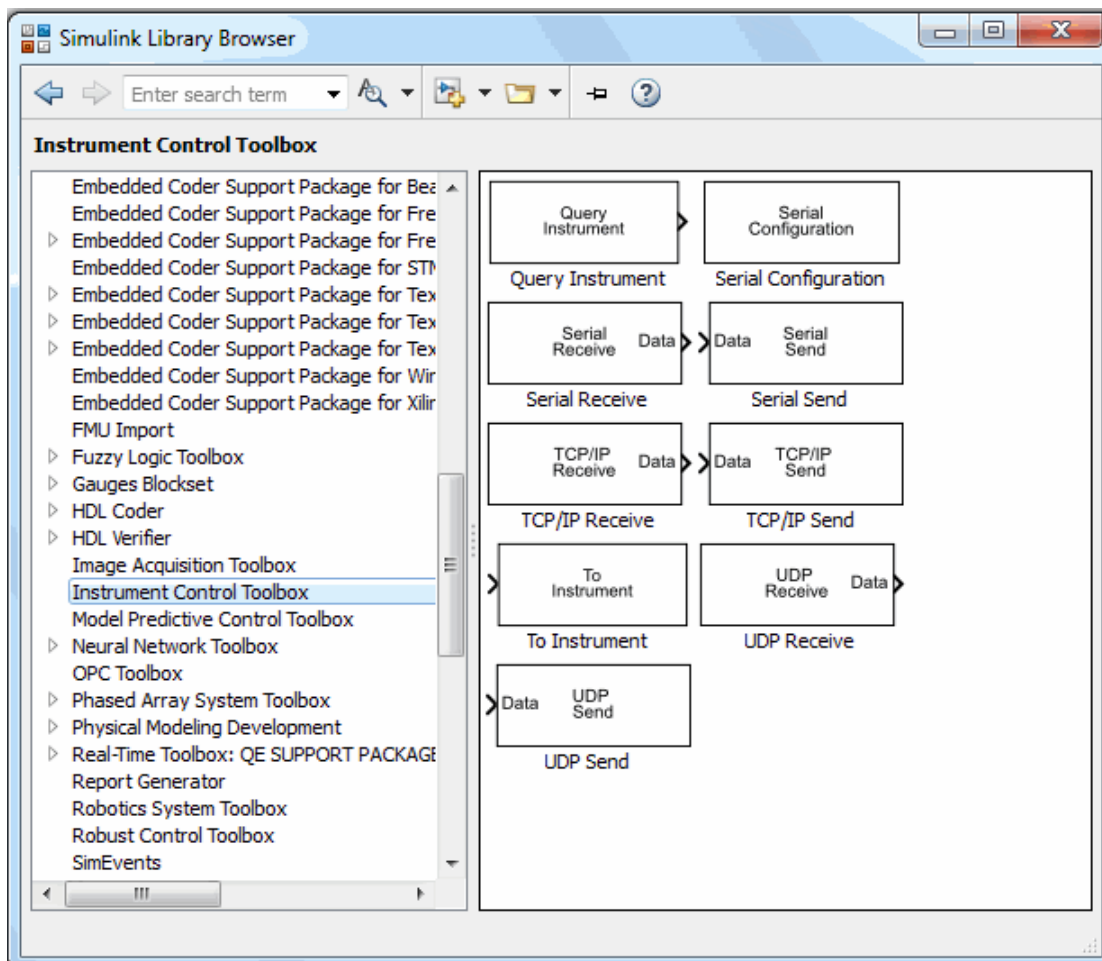 Simulink Library Browser
X
Enter search term
Instrument Control Toolbox
Embedded Coder Support Package for Bea
Embedded Coder Support Package for Fre
Embedded Coder Support Package for Fre
Embedded Coder Support Package for STM
Embedded Coder Support Package for Tex
Embedded Coder Support Package for Tex
Embedded Coder Support Package for Tex
Embedded Coder Support Package for Wir
Embedded Coder Support Package for Xilin
FMU Import
Fuzzy Logic Toolbox
Gauges Blockset
HDL Coder
HDL Verifier
Image Acquisition Toolbox
Instrument Control Toolbox
Model Predictive Control Toolbox
Neural Network Toolbox
OPC Toolbox
Phased Array System Toolbox
Physical Modeling Development
Real-Time Toolbox: QE SUPPORT PACKAGE
Report Generator
Robotics System Toolbox
Robust Control Toolbox
SimEvents
Query
Instrument
Query Instrument
Serial
Configuration
Serial Configuration
Serial
Receive
Data
Serial Receive
Data
Serial
Send
Serial Send
TCP/IP
Receive
Data
TCP/IP Receive
Data
TCP/IP
Send
TCP/IP Send
To
Instrument
To Instrument
UDP
Receive
Data
UDP Receive
Data
UDP
Send
UDP Send